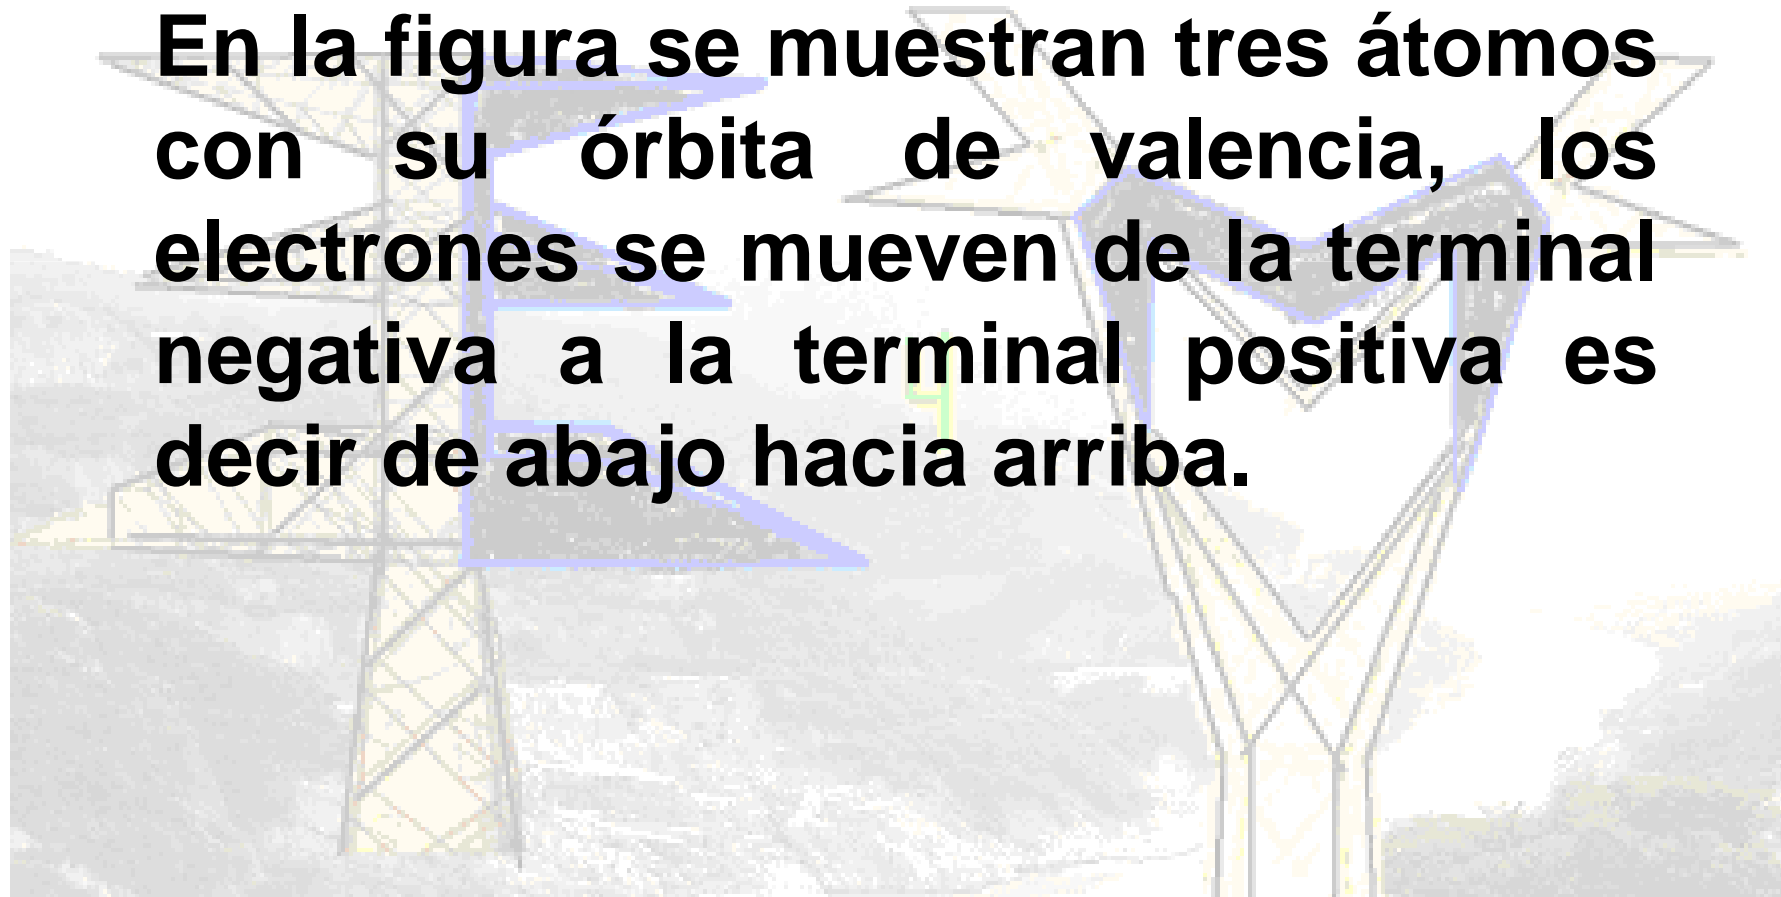 En la figura se muestran tres átomos
con su órbita de valencia, los
electrones se mueven de la terminal
negativa a la terminal positiva es
decir de abajo hacia arriba.